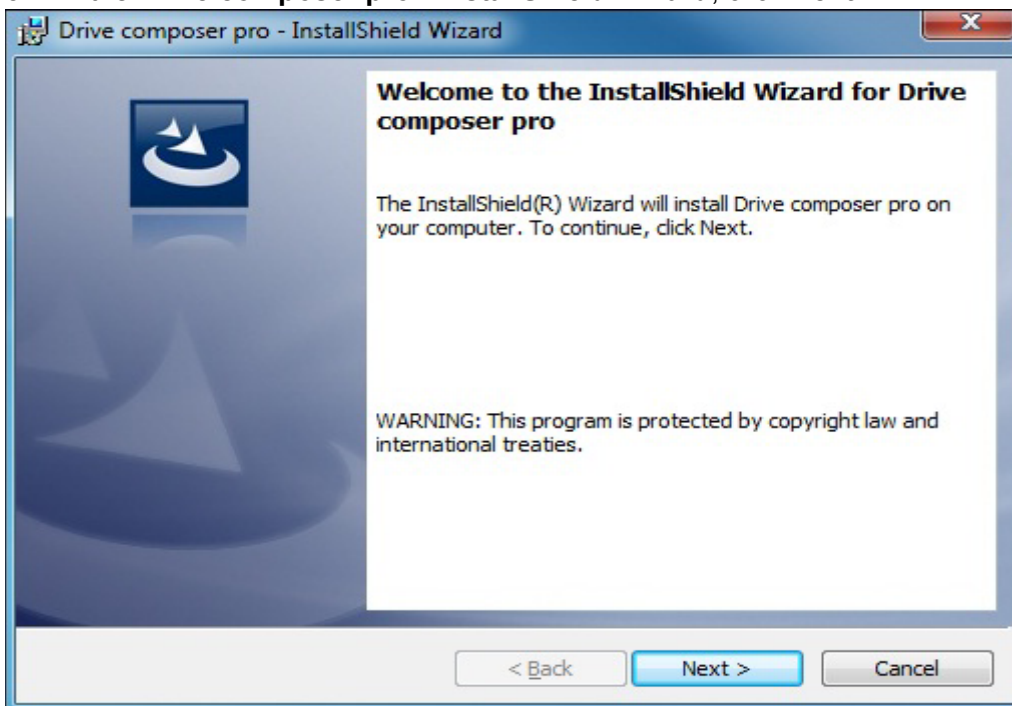 Drive composer pro - InstallShield Wizard
Welcome to the InstallShield Wizard for Drive
composer pro
The InstallShield(R) Wizard will install Drive composer pro on
your computer. To continue, click Next.
WARNING: This program is protected by copyright law and
international treaties.
< Back Next > Cancel